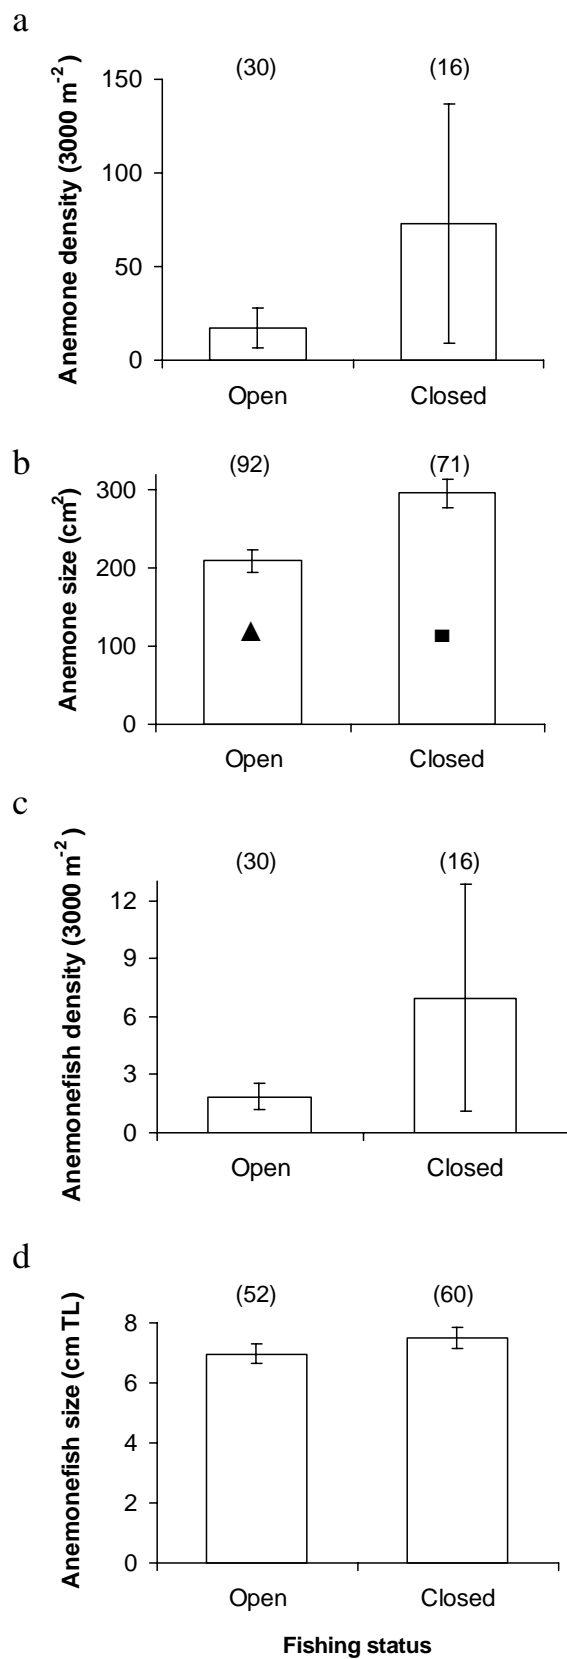 a
Anemone density (3000 m⁻²)
(30) (16)
150
100
50
0
Open Closed
b
Anemone size (cm²)
(92) (71)
300
200
100
0
Open Closed
c
Anemonefish density (3000 m⁻²)
(30) (16)
12
9
6
3
0
Open Closed
d
Anemonefish size (cm TL)
(52) (60)
8
6
4
2
0
Open Closed
Fishing status